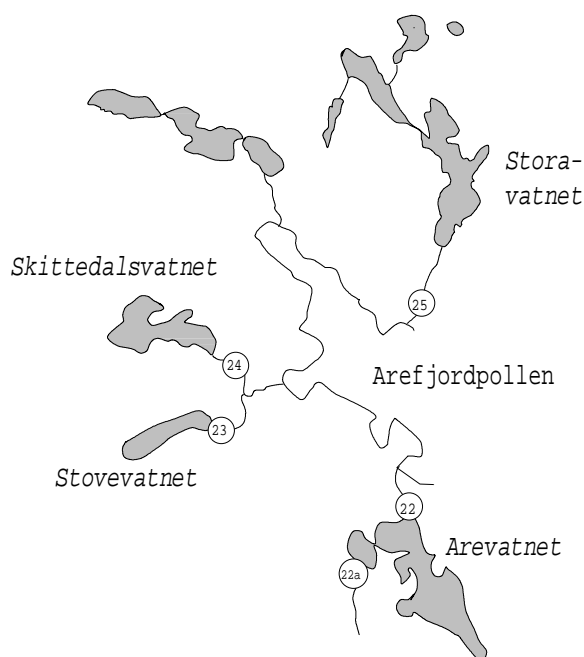 Stora-
vatnet
Skittedalsvatnet
25
24
Arefjordpollen
23
Stovevatnet
22
Arevatnet
22a